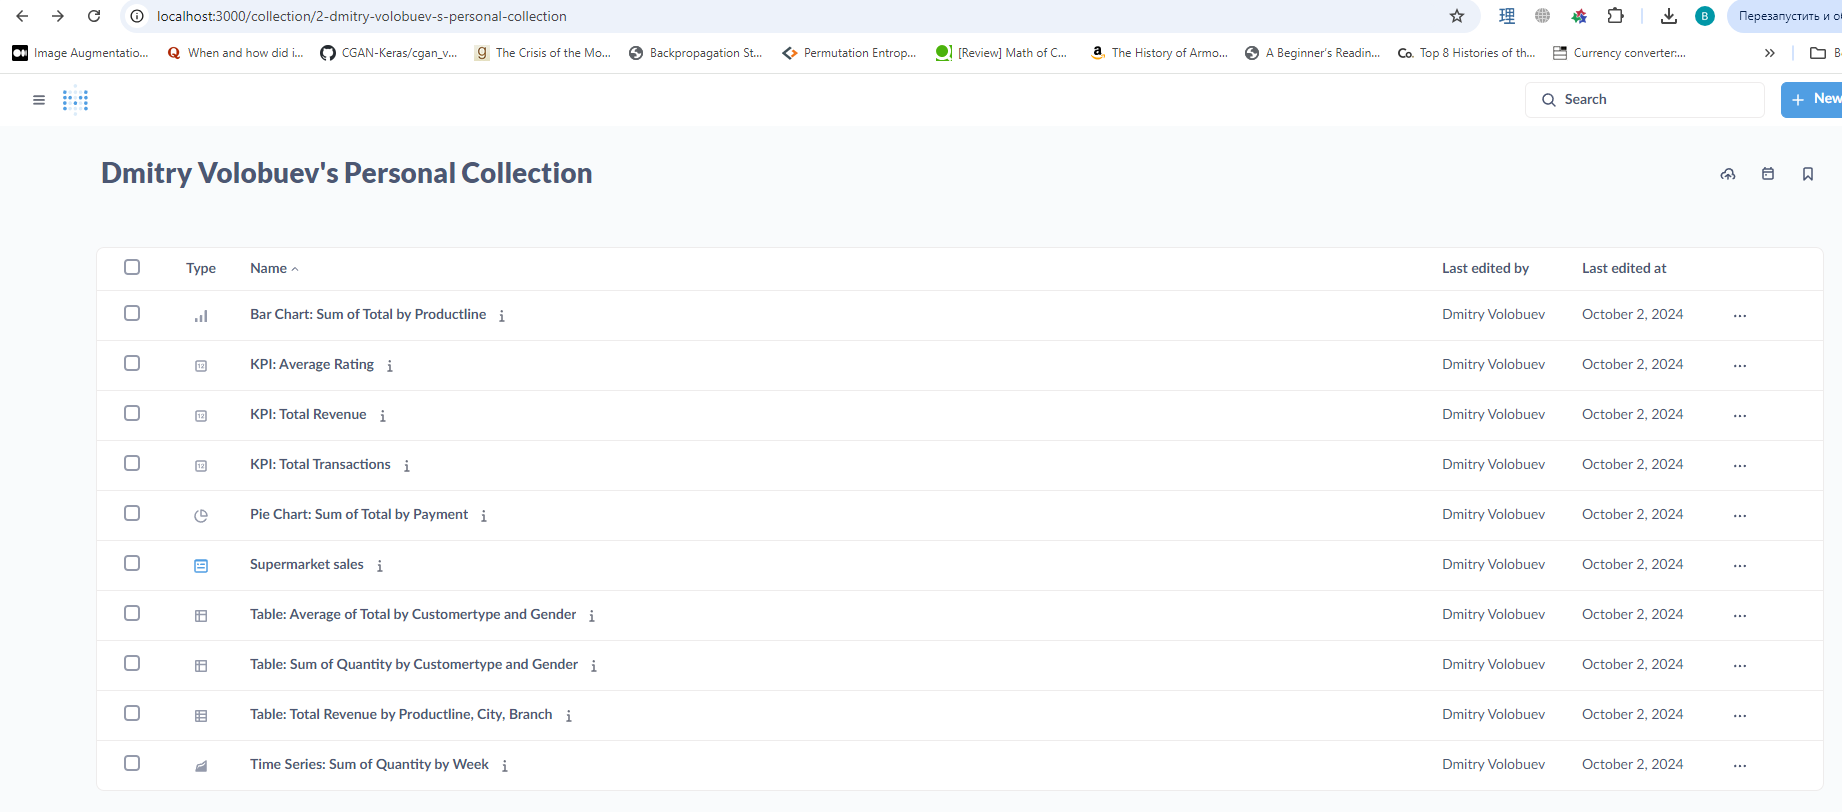 localhost:3000/collection/2-dmitry-volobuev-s-personal-collection
理
B
Перезапустить и о
Image Augmentatio...
Q When and how did i...
CGAN-Keras/cgan_v...
g The Crisis of the Mo...
Backpropagation St...
Permutation Entrop...
[Review] Math of C...
a The History of Armo...
A Beginner's Readin...
Co. Top 8 Histories of th...
Currency converter:...
Search
+ New
Dmitry Volobuev's Personal Collection
Type Name Last edited by Last edited at
Bar Chart: Sum of Total by Productline Dmitry Volobuev October 2, 2024
12 KPI: Average Rating Dmitry Volobuev October 2, 2024
12 KPI: Total Revenue Dmitry Volobuev October 2, 2024
12 KPI: Total Transactions Dmitry Volobuev October 2, 2024
Pie Chart: Sum of Total by Payment Dmitry Volobuev October 2, 2024
Supermarket sales Dmitry Volobuev October 2, 2024
Table: Average of Total by Customertype and Gender Dmitry Volobuev October 2, 2024
Table: Sum of Quantity by Customertype and Gender Dmitry Volobuev October 2, 2024
Table: Total Revenue by Productline, City, Branch Dmitry Volobuev October 2, 2024
Time Series: Sum of Quantity by Week Dmitry Volobuev October 2, 2024